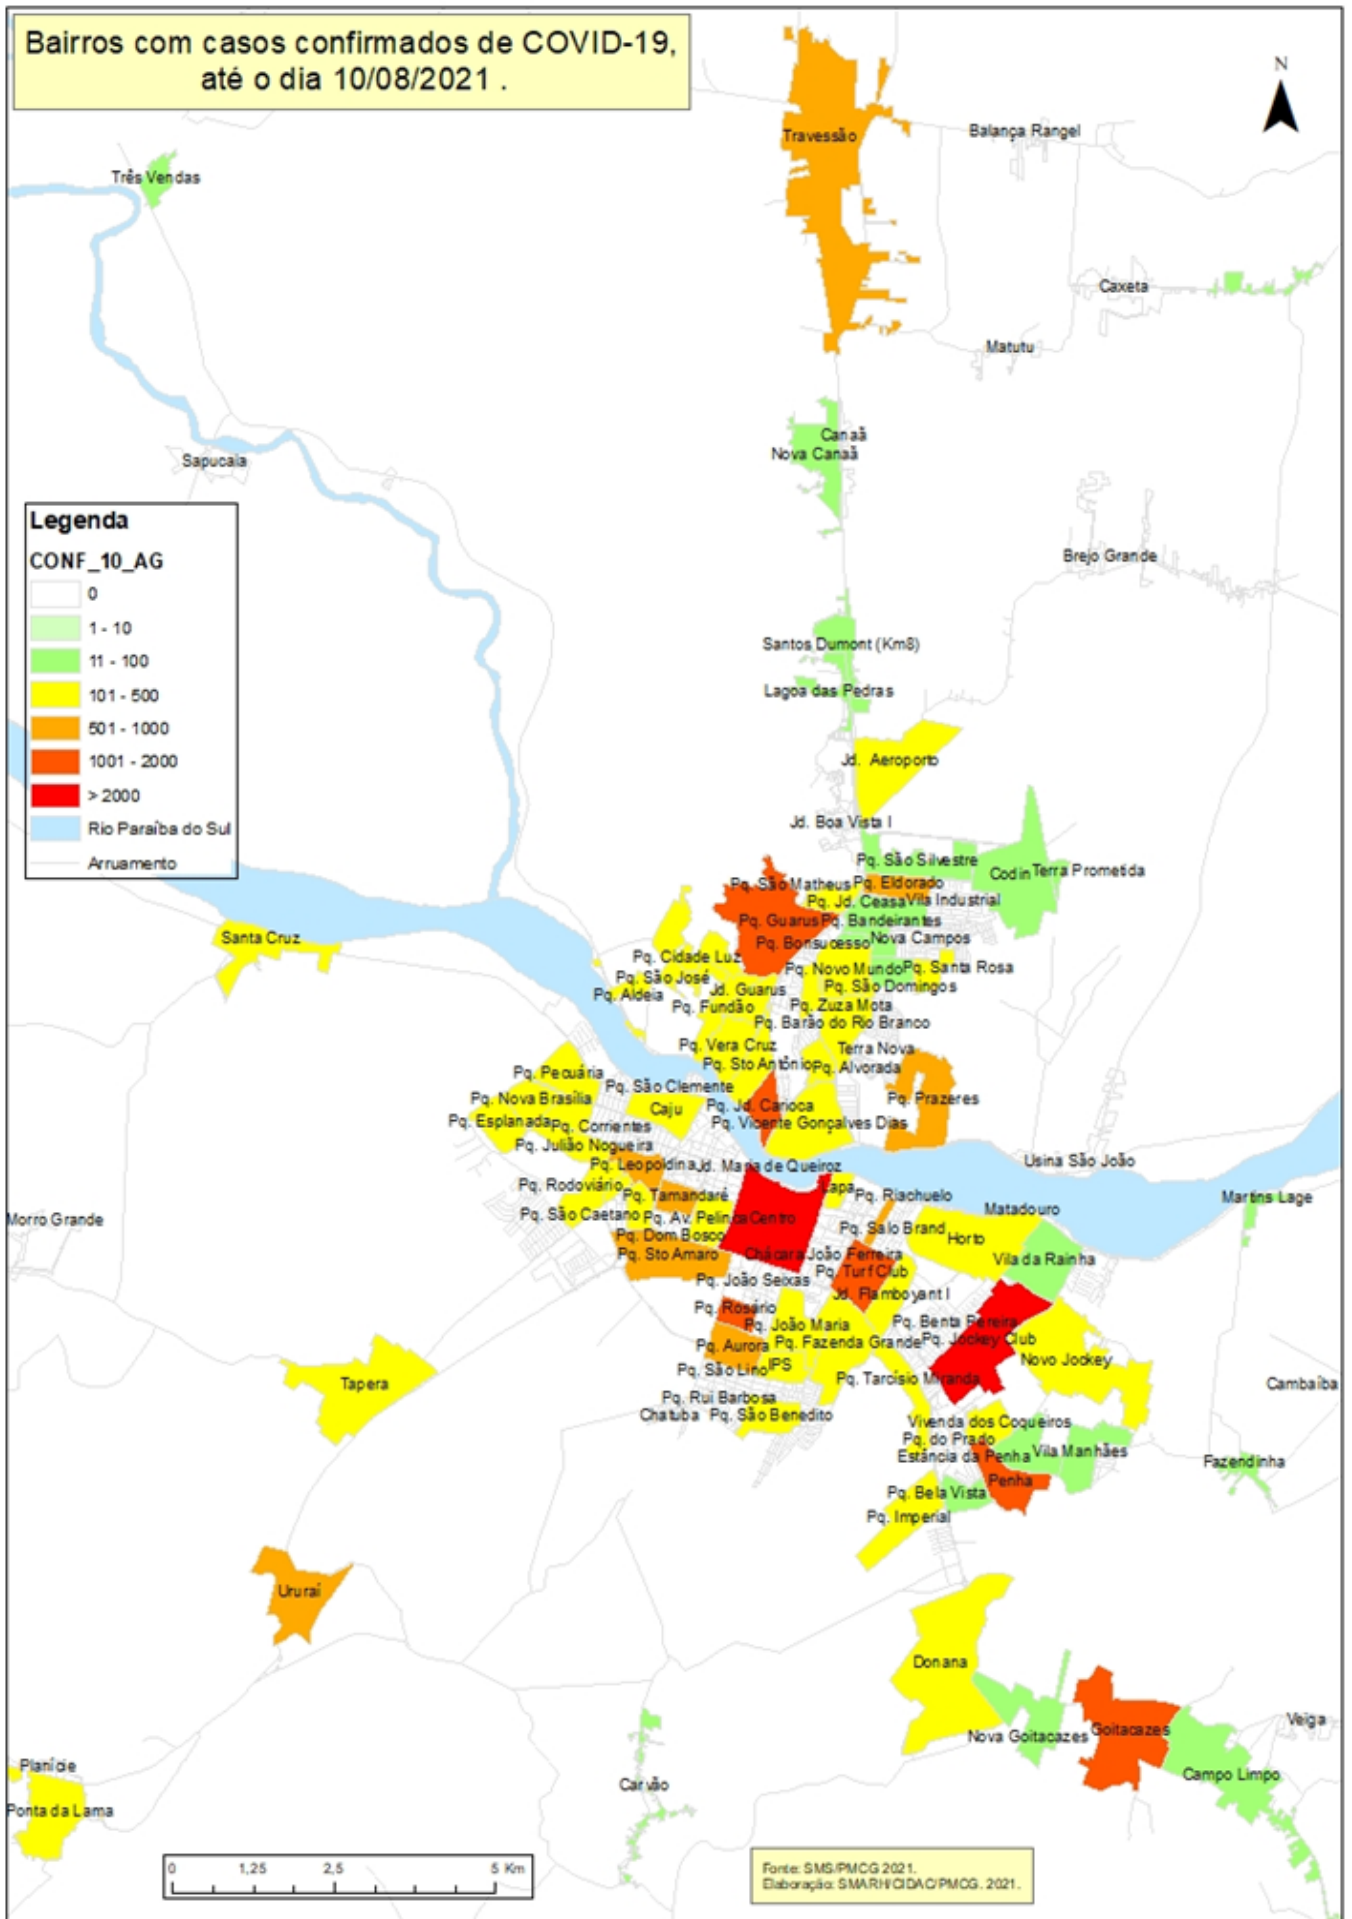 Bairros com casos confirmados de COVID-19,
até o dia 10/08/2021 .
N
Travessão
Balança Rangel
Três Vendas
Caxeta
Matutu
Canaã
Nova Canaã
Sapucaia
Legenda
CONF_10_AG
0
1 - 10
11 - 100
101 - 500
501 - 1000
1001 - 2000
> 2000
Rio Paraíba do Sul
Arruamento
Brejo Grande
Santos Dumont (Km8)
Lagoa das Pedras
Jd. Aeroporto
Jd. Boa Vista I
Pq. São Silvestre
Codin
Terra Prometida
Pq. São Matheus
Pq. Eldorado
Pq. Jd. Ceasa
Vila Industrial
Pq. Guarus
Pq. Bandeirantes
Santa Cruz
Pq. Bonsucesso
Nova Campos
Pq. Cidade Luz
Pq. Novo Mundo
Pq. Santa Rosa
Pq. São José
Pq. São Domingos
Pq. Aldeia
Jd. Guarus
Pq. Fundão
Pq. Zuza Mota
Pq. Barão do Rio Branco
Pq. Vera Cruz
Terra Nova
Pq. Sto Antônio
Pq. Alvorada
Pq. Pecuária
Pq. São Clemente
Pq. Nova Brasília
Caju
Pq. Jd. Carioca
Pq. Prazeres
Pq. Esplanada
Pq. Corrientes
Pq. Vicente Gonçalves Dias
Pq. Julião Nogueira
Pq. Leopoldina
Jd. Maria de Queiroz
Usina São João
Pq. Rodoviário
Pq. Tamandaré
Lapa
Pq. Riachuelo
Martins Lage
Morro Grande
Pq. São Caetano
Pq. Av. Pelinca
Centro
Matadouro
Pq. Salo Brand
Pq. Dom Bosco
Horto
Pq. Sto Amaro
Chácara João Ferreira
Vila da Rainha
Pq. João Seixas
Pq. Turf Club
Jd. Flamboyant I
Pq. Rosário
Pq. João Maria
Pq. Benta Pereira
Pq. Aurora
Pq. Fazenda Grande
Pq. Jockey Club
Novo Jockey
Pq. São Lino
IPS
Pq. Tarcísio Miranda
Tapera
Cambaíba
Pq. Rui Barbosa
Chatuba
Pq. São Benedito
Vivenda dos Coqueiros
Pq. do Prado
Estância da Penha
Vila Manhães
Fazendinha
Penha
Pq. Bela Vista
Pq. Imperial
Ururaí
Donana
Nova Goitacazes
Goitacazes
Veiga
Planície
Campo Limpo
Carvão
Ponta da Lama
0 1,25 2,5 5 Km
Fonte: SMS/PMCG 2021.
Elaboração: SMARH/CIDAC/PMCG. 2021.